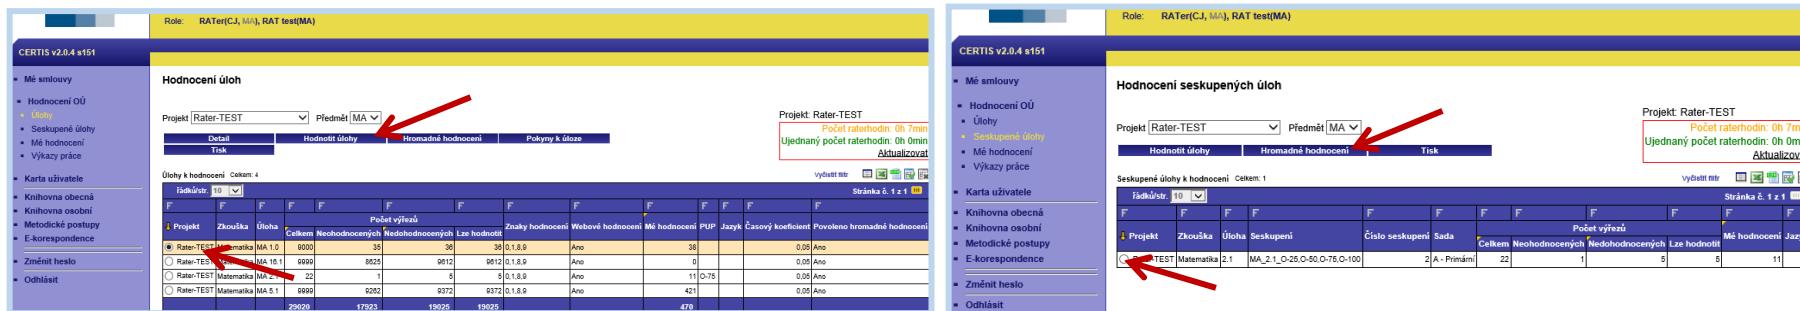 Role: RATer(CJ, MA), RAT test(MA)
CERTIS v2.0.4 s151
Mé smlouvy
Hodnocení OÚ
Úlohy
Seskupené úlohy
Mé hodnocení
Výkazy práce
Karta uživatele
Knihovna obecná
Knihovna osobní
Metodické postupy
E-korespondence
Změnit heslo
Odhlásit
Hodnocení úloh
Projekt Rater-TEST Předmět MA
Detail Hodnotit úlohy Hromadné hodnocení Pokyny k úloze
Tisk
Projekt: Rater-TEST
Počet raterhodin: 0h 7min
Ujednaný počet raterhodin: 0h 0min
Aktualizovat
Úlohy k hodnocení Celkem: 4 Vyčistit filtr
řádků/str. 10 Stránka č. 1 z 1
Projekt Zkouška Úloha Počet výřezů Znaky hodnocení Webové hodnocení Mé hodnocení PUP Jazyk Časový koeficient Povoleno hromadné hodnocení
Celkem Neohodnocených Nedohodnocených Lze hodnotit
Rater-TEST Matematika MA 1.0 9000 35 36 36 0,1,8,9 Ano 38 0,05 Ano
Rater-TEST Matematika MA 16.1 9999 8625 9612 9612 0,1,8,9 Ano 0 0,05 Ano
Rater-TEST Matematika MA 2.1 22 1 5 5 0,1,8,9 Ano 11 O-75 0,05 Ano
Rater-TEST Matematika MA 5.1 9999 9262 9372 9372 0,1,8,9 Ano 421 0,05 Ano
29020 17923 19025 19025 470
Role: RATer(CJ, MA), RAT test(MA)
CERTIS v2.0.4 s151
Mé smlouvy
Hodnocení OÚ
Úlohy
Seskupené úlohy
Mé hodnocení
Výkazy práce
Karta uživatele
Knihovna obecná
Knihovna osobní
Metodické postupy
E-korespondence
Změnit heslo
Odhlásit
Hodnocení seskupených úloh
Projekt Rater-TEST Předmět MA
Hodnotit úlohy Hromadné hodnocení Tisk
Projekt: Rater-TEST
Počet raterhodin: 0h 7m
Ujednaný počet raterhodin: 0h 0m
Aktualizovat
Seskupené úlohy k hodnocení Celkem: 1 Vyčistit filtr
řádků/str. 10 Stránka č. 1 z 1
Projekt Zkouška Úloha Seskupení Číslo seskupení Sada Počet výřezů Mé hodnocení Jazy
Celkem Neohodnocených Nedohodnocených Lze hodnotit
Rater-TEST Matematika 2.1 MA_2.1_O-25,O-50,O-75,O-100 2 A - Primární 22 1 5 5 11